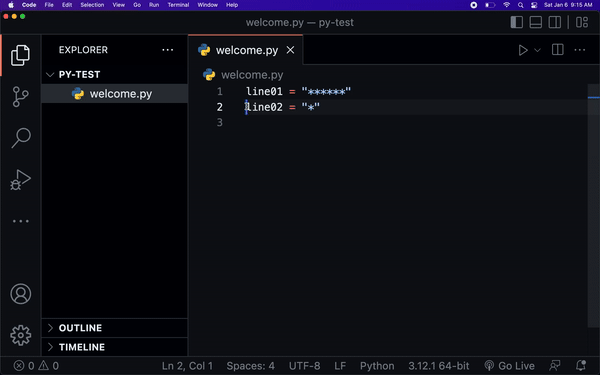 Code File Edit Selection View Go Run Terminal Window Help Sat Jan 6 9:15 AM
welcome.py — py-test
EXPLORER ···
welcome.py
PY-TEST
welcome.py
welcome.py
1 line01 = "******"
2 line02 = "*"
3
OUTLINE
TIMELINE
0 0 Ln 2, Col 1 Spaces: 4 UTF-8 LF Python 3.12.1 64-bit Go Live